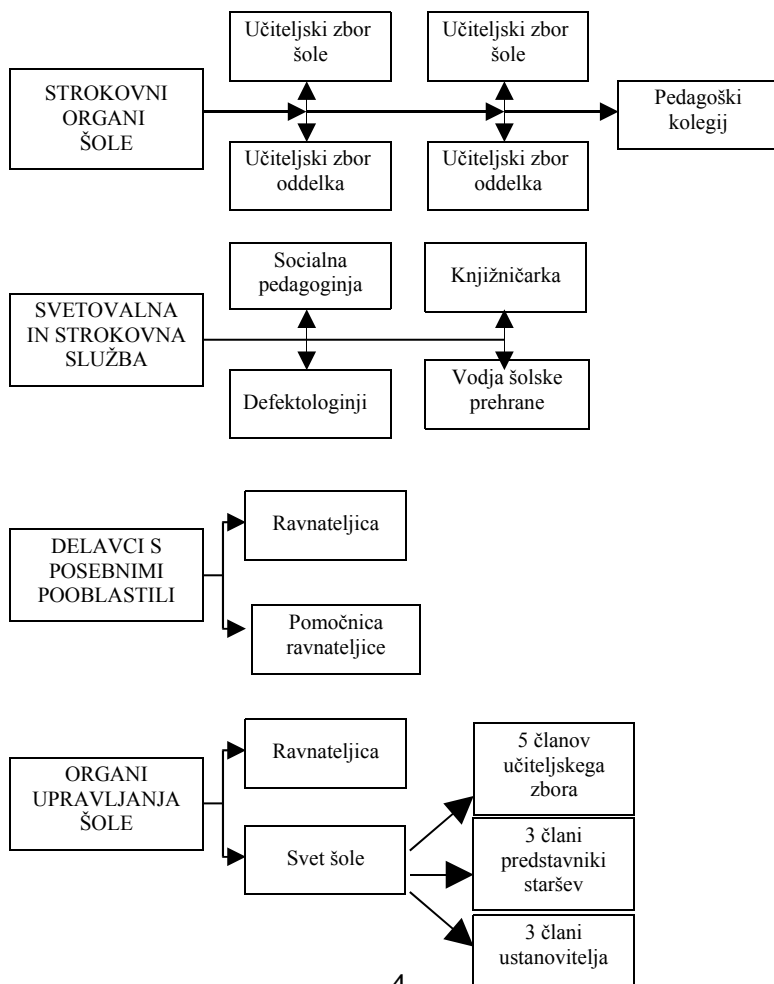 Učiteljski zbor
šole
Učiteljski zbor
šole
STROKOVNI
ORGANI
ŠOLE
Pedagoški
kolegij
Učiteljski zbor
oddelka
Učiteljski zbor
oddelka
Socialna
pedagoginja
Knjižničarka
SVETOVALNA
IN STROKOVNA
SLUŽBA
Defektologinji
Vodja šolske
prehrane
Ravnateljica
DELAVCI S
POSEBNIMI
POOBLASTILI
Pomočnica
ravnateljice
Ravnateljica
5 članov
učiteljskega
zbora
ORGANI
UPRAVLJANJA
ŠOLE
Svet šole
3 člani
predstavniki
staršev
3 člani
ustanovitelja
4